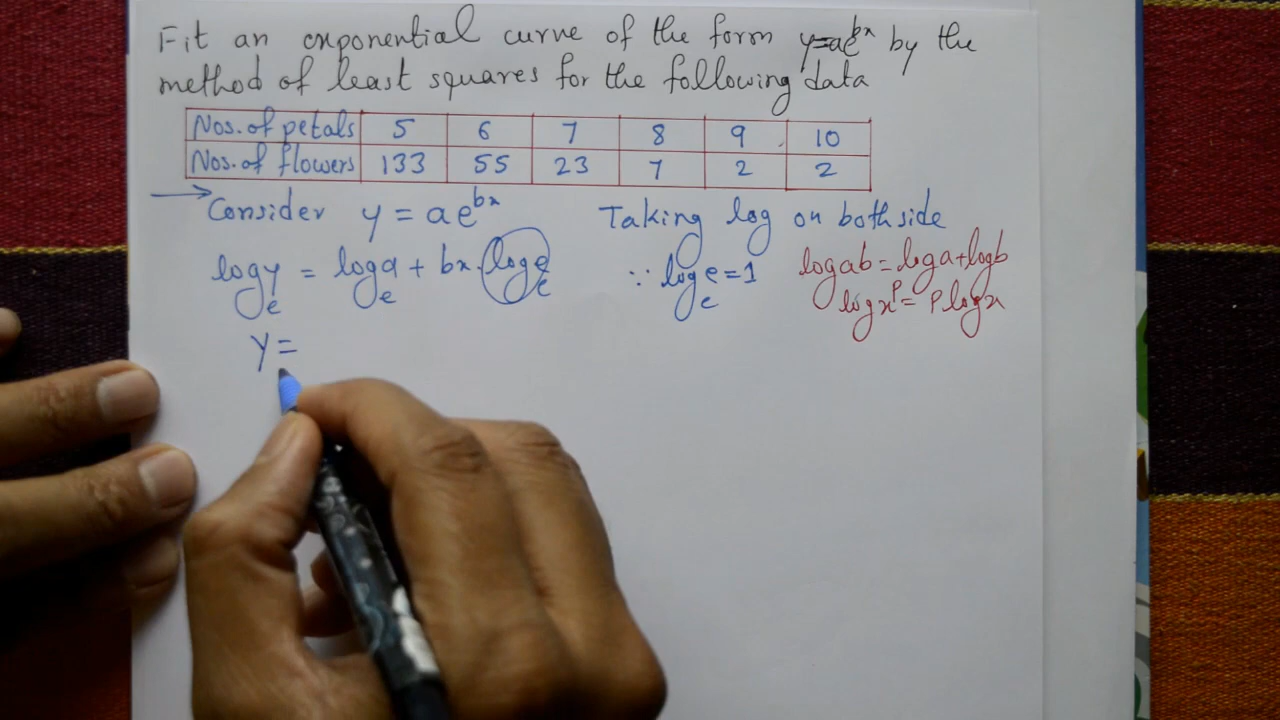 Fit an exponential curve of the form y=ae^bx by the
method of least squares for the following data
Nos. of petals 5 6 7 8 9 10
Nos. of flowers 133 55 23 7 2 2
→ Consider y = ae^bx Taking log on both side
log_e y = log_e a + bx. log_e e ∵ log_e e = 1 log ab = log a + log b
log x^p = p log x
Y =